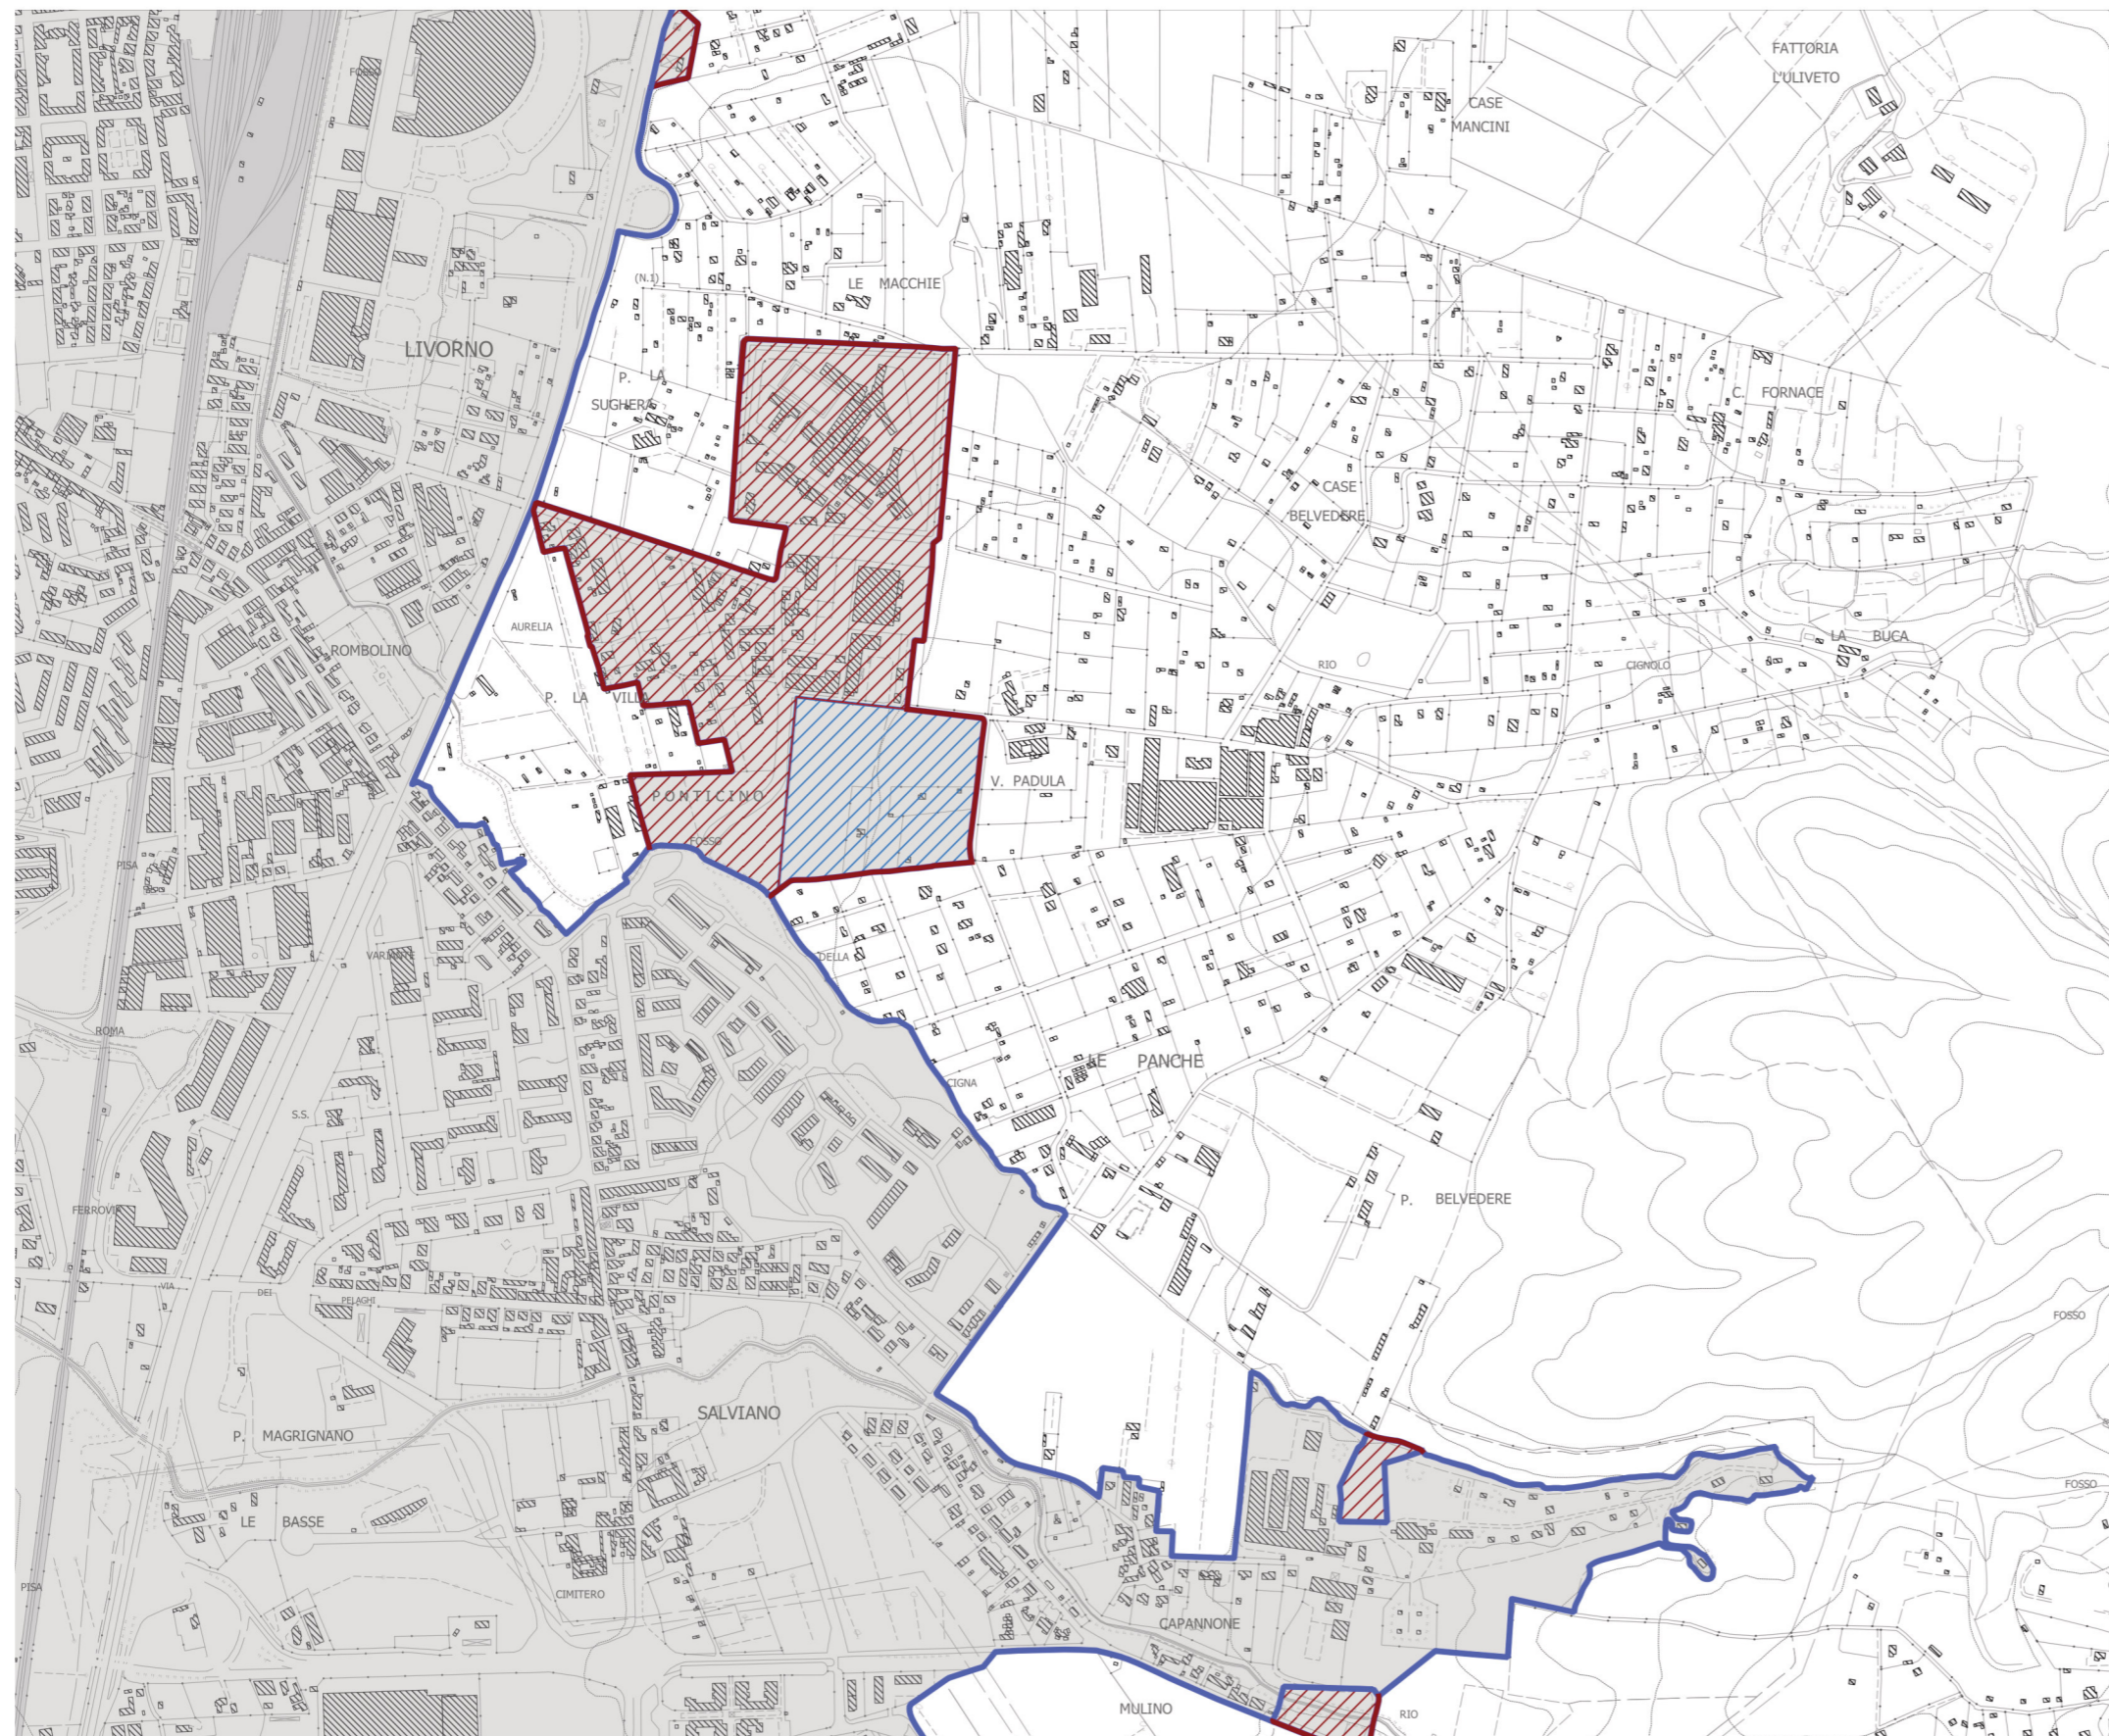 FATTORIA
L'ULIVETO
FOSSO
CASE
MANCINI
(N.1)
LE MACCHIE
LIVORNO
P. LA
SUGHERA
C. FORNACE
CASE
BELVEDERE
AURELIA
ROMBOLINO
LA BUCA
RIO
CIGNOLO
P. LA VILLA
V. PADULA
PONTICINO
FOSSO
PISA
VARIANTE
DELLA
ROMA
LE PANCHE
CIGNA
S.S.
P. BELVEDERE
FERROVIA
VIA
DEI
PELAGHI
FOSSO
SALVIANO
P. MAGRIGNANO
FOSSO
LE BASSE
PISA
CIMITERO
CAPANNONE
MULINO
RIO